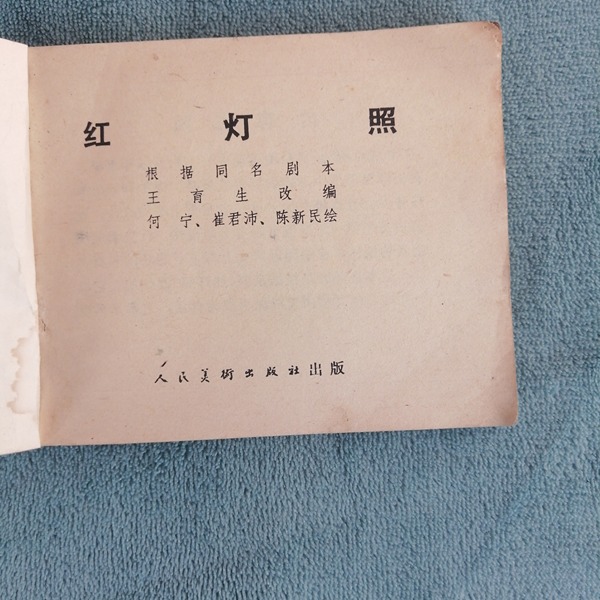 红灯照
根据同名剧本
王育生改编
何宁、崔君沛、陈新民绘
人民美術出版社出版